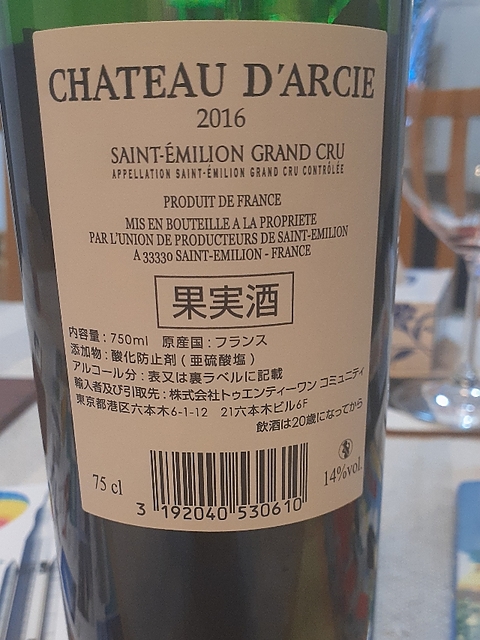 CHATEAU D'ARCIE
2016
SAINT-ÉMILION GRAND CRU
APPELLATION SAINT-ÉMILION GRAND CRU CONTRÔLÉE
PRODUIT DE FRANCE
MIS EN BOUTEILLE A LA PROPRIETE
PAR L'UNION DE PRODUCTEURS DE SAINT-EMILION
A 33330 SAINT-EMILION - FRANCE
果実酒
内容量：750ml 原産国：フランス
添加物：酸化防止剤（亜硫酸塩）
アルコール分：表又は裏ラベルに記載
輸入者及び引取先：株式会社トゥエンティーワン コミュニティ
東京都港区六本木6-1-12 21六本木ビル6F
飲酒は20歳になってから
75 cl
14%vol.
3 192040 530610